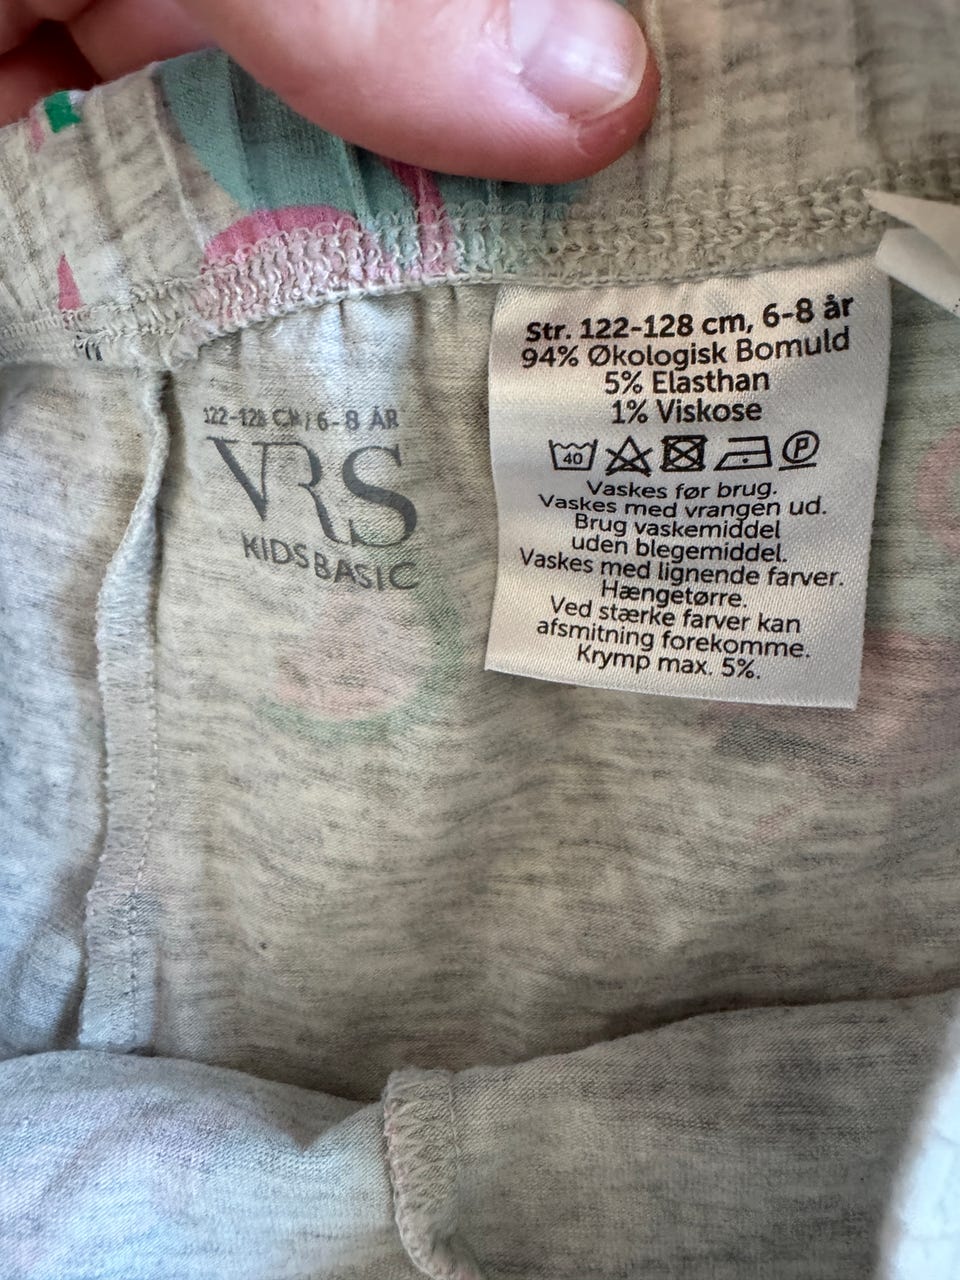 Str. 122-128 cm, 6-8 år
94% Økologisk Bomuld
5% Elasthan
1% Viskose
40 P
Vaskes før brug.
Vaskes med vrangen ud.
Brug vaskemiddel
uden blegemiddel.
Vaskes med lignende farver.
Hængetørre.
Ved stærke farver kan
afsmitning forekomme.
Krymp max. 5%.
122-128 CM/6-8 ÅR
VRS
KIDS BASIC